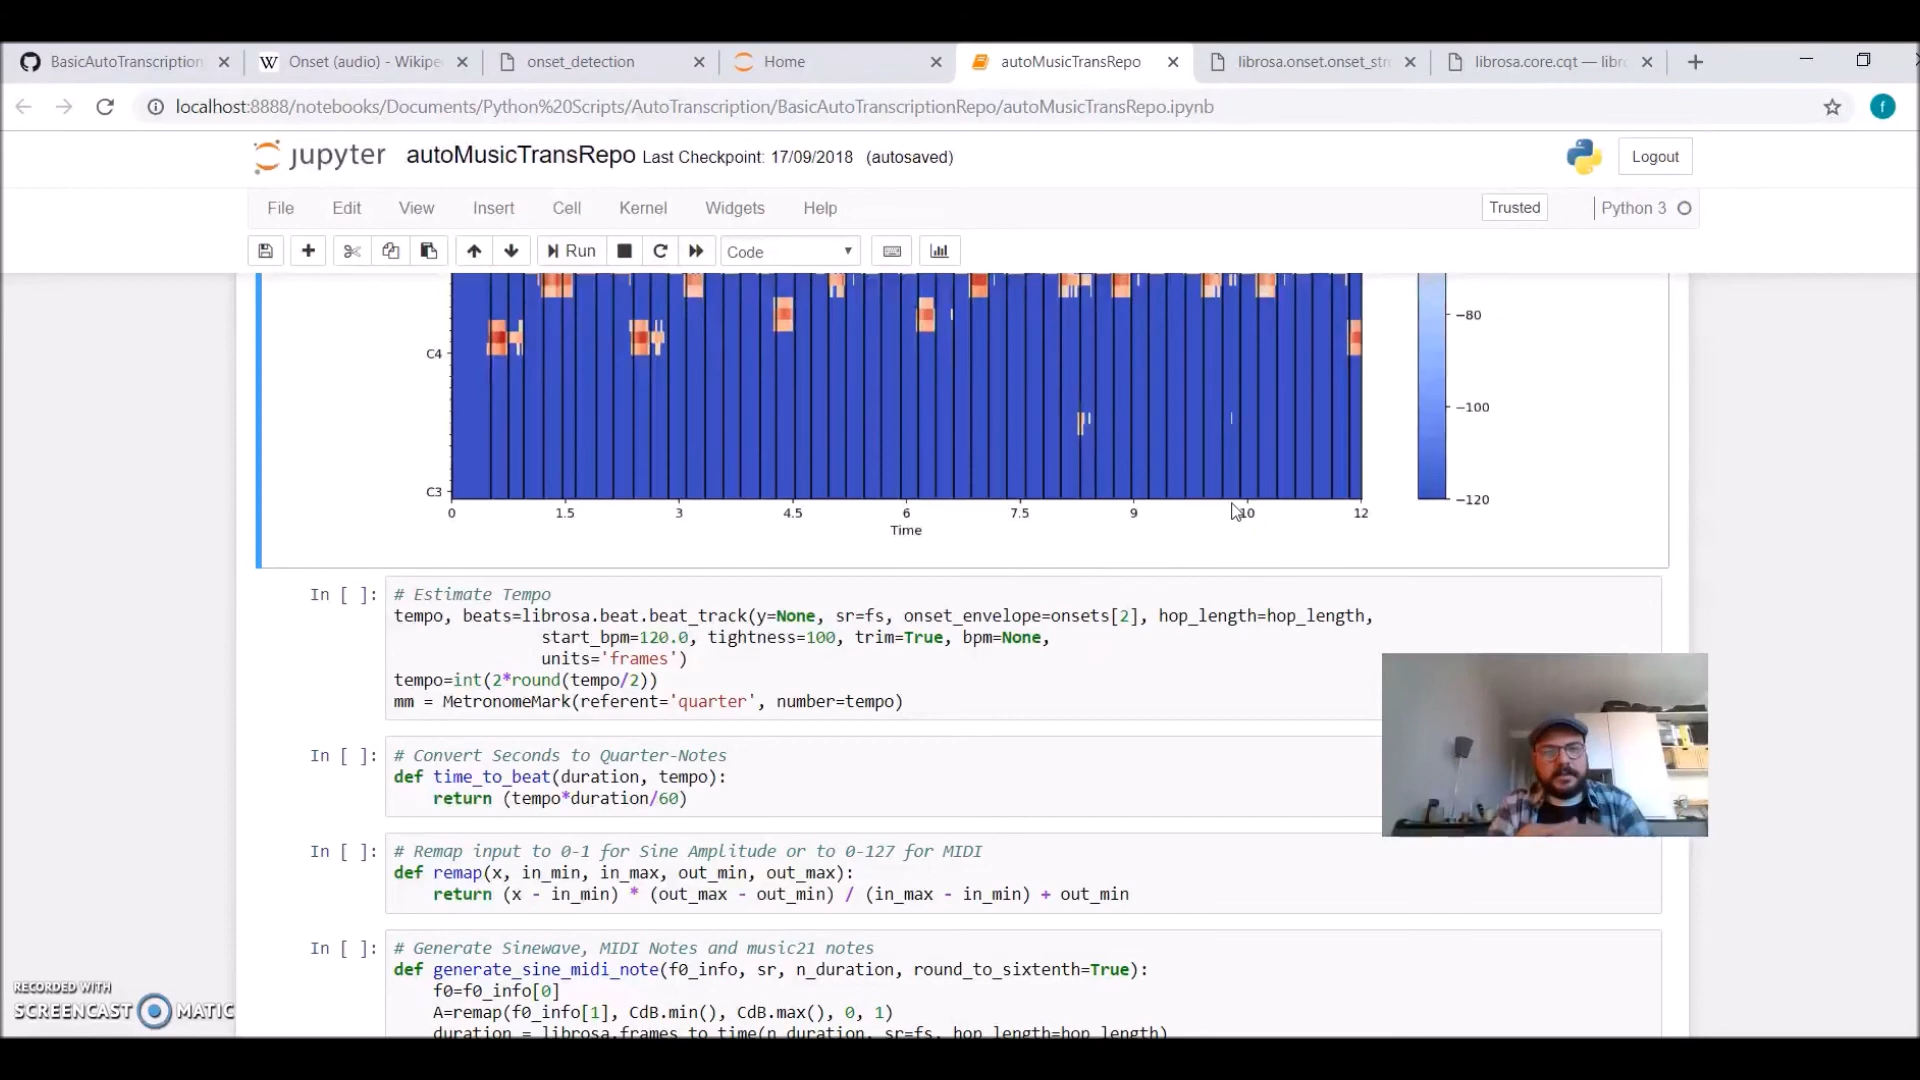 BasicAutoTranscription
Onset (audio) - Wikipe
onset_detection
Home
autoMusicTransRepo
librosa.onset.onset_str
librosa.core.cqt — libr
localhost:8888/notebooks/Documents/Python%20Scripts/AutoTranscription/BasicAutoTranscriptionRepo/autoMusicTransRepo.ipynb
f
jupyter autoMusicTransRepo Last Checkpoint: 17/09/2018 (autosaved)
Logout
File Edit View Insert Cell Kernel Widgets Help
Trusted
Python 3
Run
Code
C4
C3
0 1.5 3 4.5 6 7.5 9 10 12
Time
−80
−100
−120
In [ ]: # Estimate Tempo
tempo, beats=librosa.beat.beat_track(y=None, sr=fs, onset_envelope=onsets[2], hop_length=hop_length,
start_bpm=120.0, tightness=100, trim=True, bpm=None,
units='frames')
tempo=int(2*round(tempo/2))
mm = MetronomeMark(referent='quarter', number=tempo)
In [ ]: # Convert Seconds to Quarter-Notes
def time_to_beat(duration, tempo):
return (tempo*duration/60)
In [ ]: # Remap input to 0-1 for Sine Amplitude or to 0-127 for MIDI
def remap(x, in_min, in_max, out_min, out_max):
return (x - in_min) * (out_max - out_min) / (in_max - in_min) + out_min
In [ ]: # Generate Sinewave, MIDI Notes and music21 notes
def generate_sine_midi_note(f0_info, sr, n_duration, round_to_sixtenth=True):
f0=f0_info[0]
A=remap(f0_info[1], CdB.min(), CdB.max(), 0, 1)
duration = librosa.frames_to_time(n_duration, sr=fs, hop_length=hop_length)
RECORDED WITH
SCREENCAST MATIC